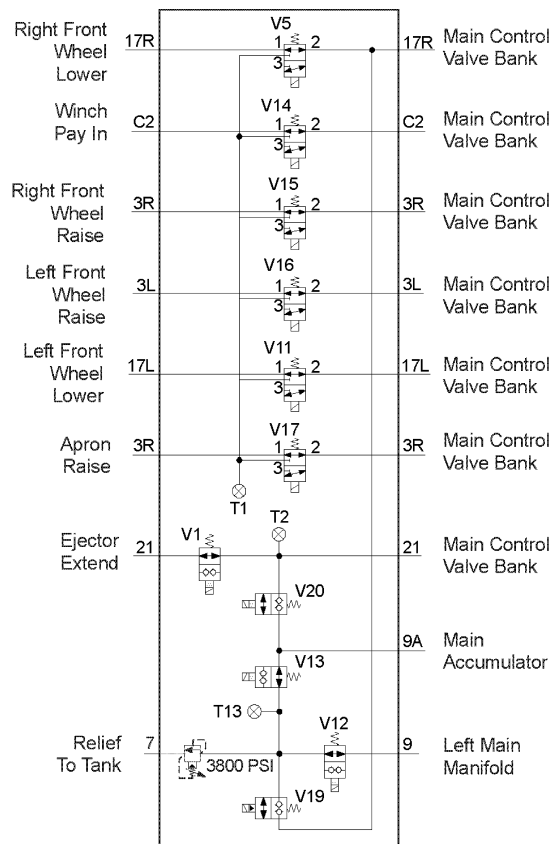 Right Front
Wheel
Lower
17R
V5
1
2
3
17R
Main Control
Valve Bank
Winch
Pay In
C2
V14
1
2
3
C2
Main Control
Valve Bank
Right Front
Wheel
Raise
3R
V15
1
2
3
3R
Main Control
Valve Bank
Left Front
Wheel
Raise
3L
V16
1
2
3
3L
Main Control
Valve Bank
Left Front
Wheel
Lower
17L
V11
1
2
3
17L
Main Control
Valve Bank
Apron
Raise
3R
V17
1
2
3
3R
Main Control
Valve Bank
T1
T2
Ejector
Extend
21
V1
21
Main Control
Valve Bank
V20
9A
Main
Accumulator
V13
T13
V12
Relief
To Tank
7
3800 PSI
9
Left Main
Manifold
V19